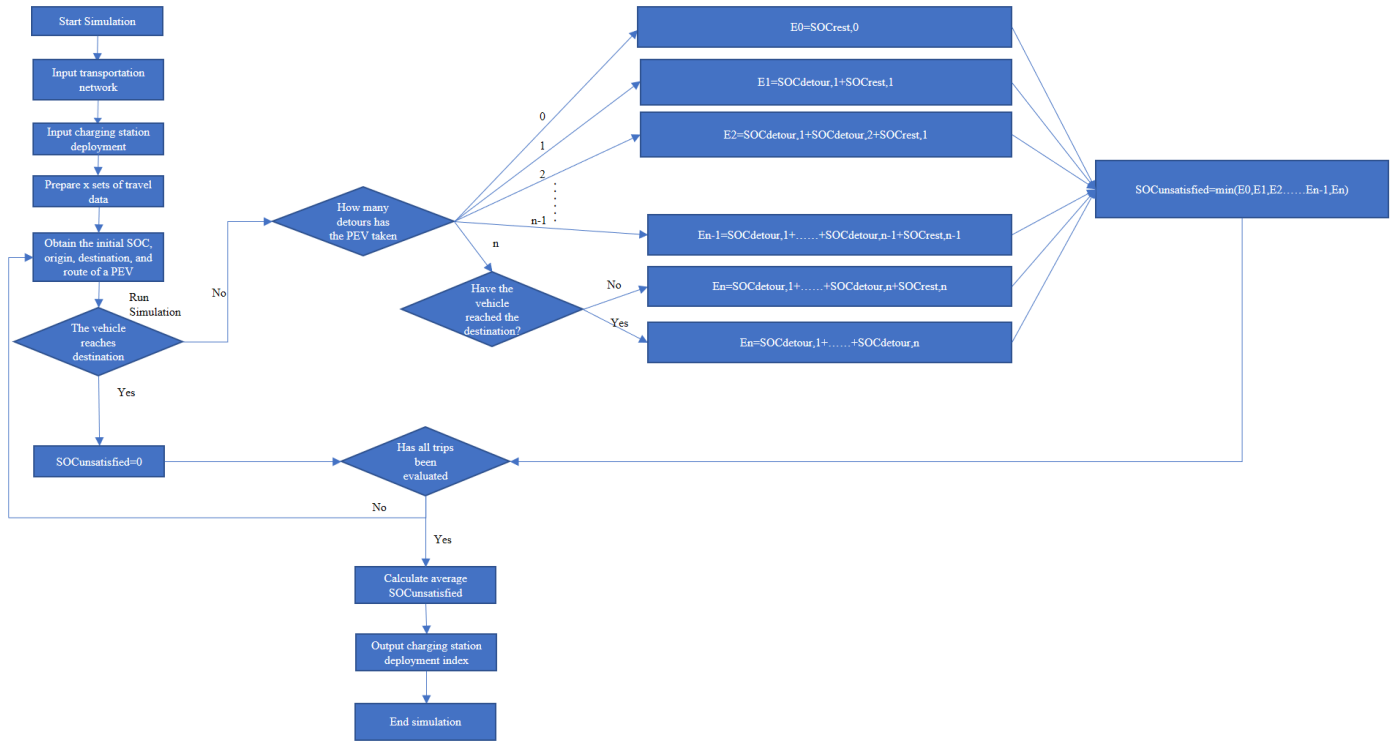 Start Simulation
Input transportation
network
Input charging station
deployment
Prepare x sets of travel
data
Obtain the initial SOC,
origin, destination, and
route of a PEV
Run
Simulation
The vehicle
reaches
destination
No
Yes
SOCunsatisfied=0
How many
detours has
the PEV taken
0
1
2
n-1
n
E0=SOCrest,0
E1=SOCdetour,1+SOCrest,1
E2=SOCdetour,1+SOCdetour,2+SOCrest,1
En-1=SOCdetour,1+……+SOCdetour,n-1+SOCrest,n-1
Have the
vehicle
reached the
destination?
No
Yes
En=SOCdetour,1+……+SOCdetour,n+SOCrest,n
En=SOCdetour,1+……+SOCdetour,n
SOCunsatisfied=min(E0,E1,E2……En-1,En)
Has all trips
been
evaluated
No
Yes
Calculate average
SOCunsatisfied
Output charging station
deployment index
End simulation